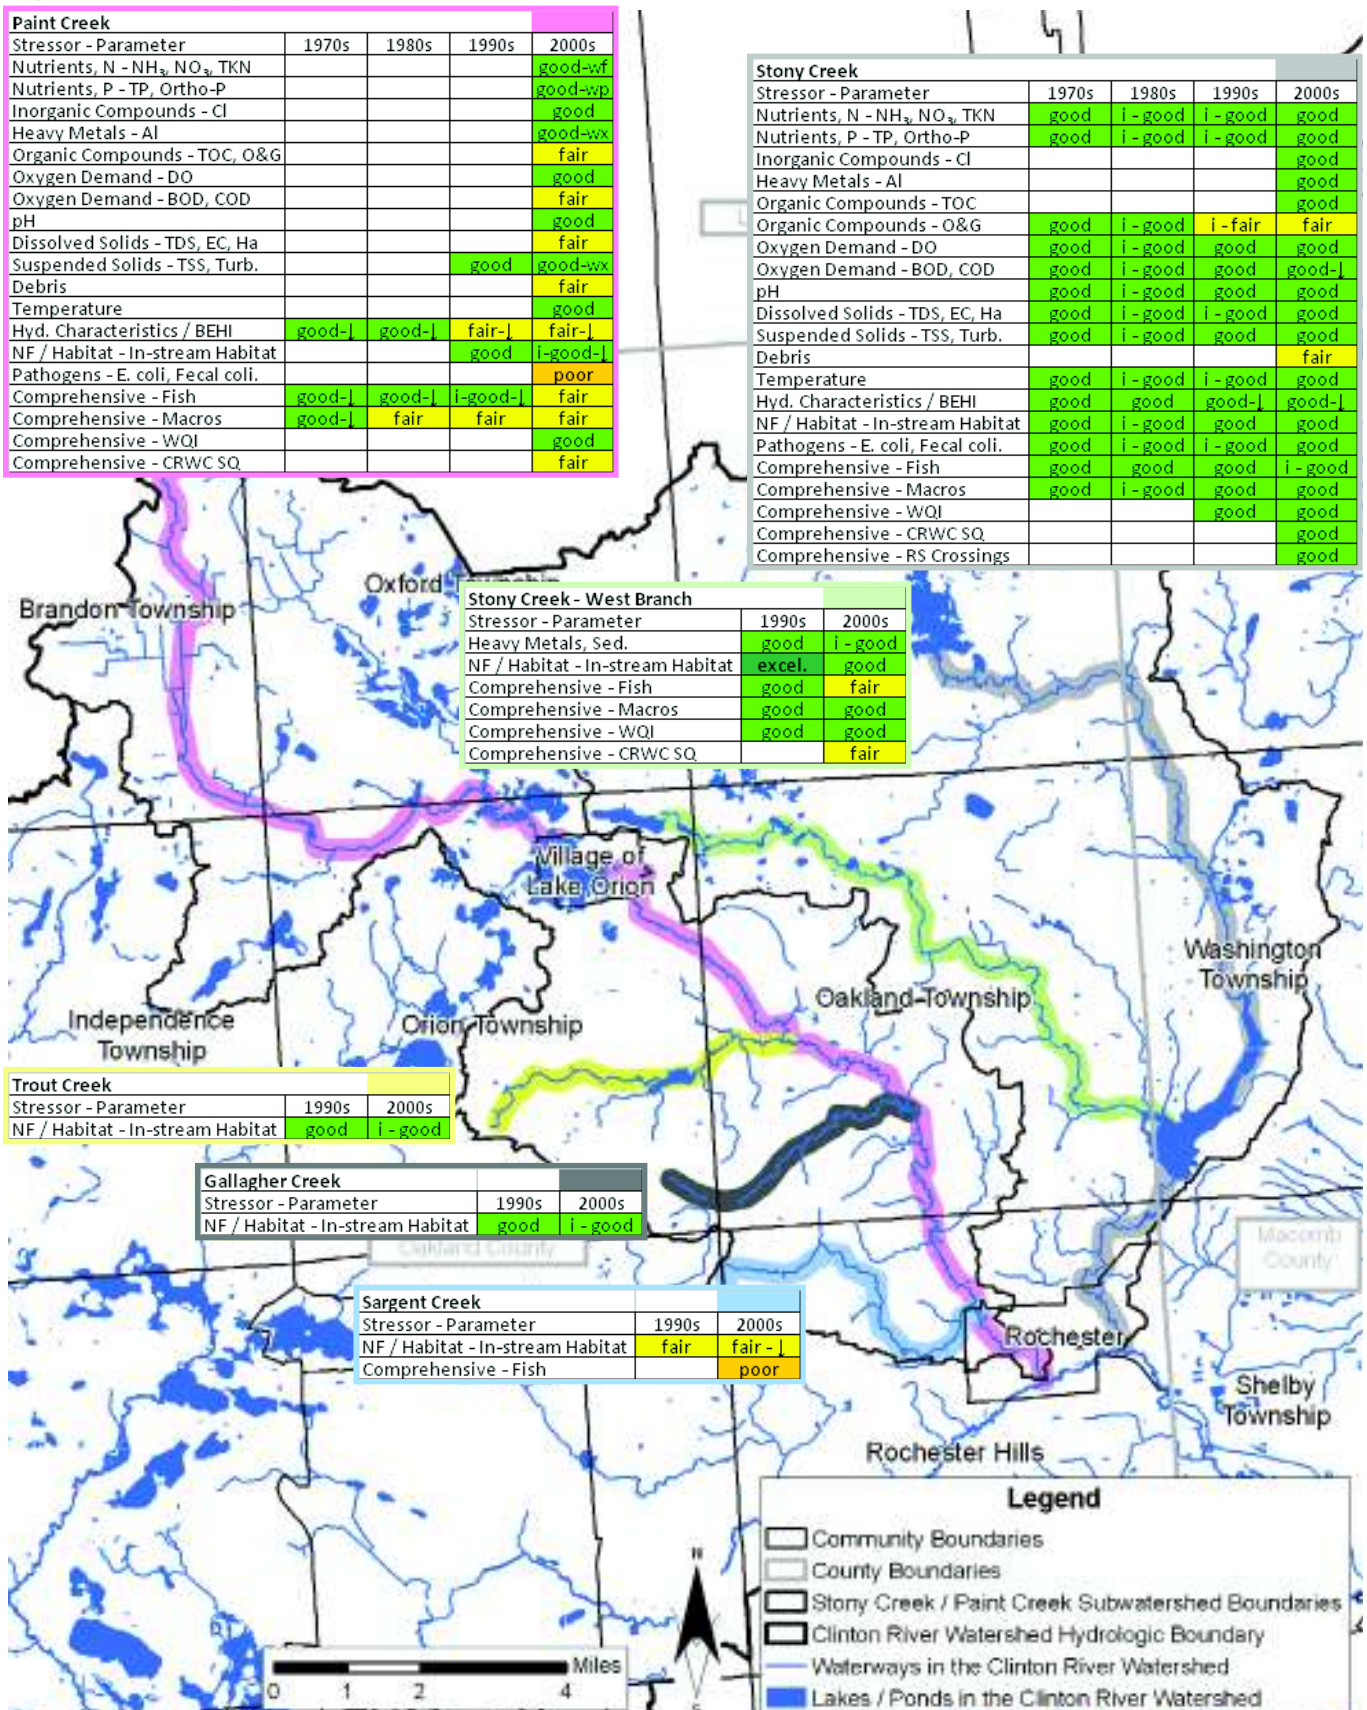 Paint Creek
Stressor - Parameter 1970s 1980s 1990s 2000s
Nutrients, N - NH₃, NO₃, TKN good-wf
Nutrients, P - TP, Ortho-P good-wp
Inorganic Compounds - Cl good
Heavy Metals - Al good-wx
Organic Compounds - TOC, O&G fair
Oxygen Demand - DO good
Oxygen Demand - BOD, COD fair
pH good
Dissolved Solids - TDS, EC, Ha fair
Suspended Solids - TSS, Turb. good good-wx
Debris fair
Temperature good
Hyd. Characteristics / BEHI good-↓ good-↓ fair-↓ fair-↓
NF / Habitat - In-stream Habitat good i-good-↓
Pathogens - E. coli, Fecal coli. poor
Comprehensive - Fish good-↓ good-↓ i-good-↓ fair
Comprehensive - Macros good-↓ fair fair fair
Comprehensive - WQI good
Comprehensive - CRWC SQ fair
Stony Creek
Stressor - Parameter 1970s 1980s 1990s 2000s
Nutrients, N - NH₃, NO₃, TKN good i - good i - good good
Nutrients, P - TP, Ortho-P good i - good i - good good
Inorganic Compounds - Cl good
Heavy Metals - Al good
Organic Compounds - TOC good
Organic Compounds - O&G good i - good i - fair fair
Oxygen Demand - DO good i - good good good
Oxygen Demand - BOD, COD good i - good good good-↓
pH good i - good good good
Dissolved Solids - TDS, EC, Ha good i - good good good
Suspended Solids - TSS, Turb. good i - good good good
Debris fair
Temperature good i - good i - good good
Hyd. Characteristics / BEHI good good good-↓ good-↓
NF / Habitat - In-stream Habitat good i - good good good
Pathogens - E. coli, Fecal coli. good i - good i - good good
Comprehensive - Fish good good good i - good
Comprehensive - Macros good i - good good good
Comprehensive - WQI good good
Comprehensive - CRWC SQ good
Comprehensive - RS Crossings good
Oxford Township
Brandon Township
Stony Creek - West Branch
Stressor - Parameter 1990s 2000s
Heavy Metals, Sed. good i - good
NF / Habitat - In-stream Habitat excel. good
Comprehensive - Fish good fair
Comprehensive - Macros good good
Comprehensive - WQI good good
Comprehensive - CRWC SQ fair
Village of
Lake Orion
Washington
Township
Oakland Township
Independence
Township
Orion Township
Trout Creek
Stressor - Parameter 1990s 2000s
NF / Habitat - In-stream Habitat good i - good
Gallagher Creek
Stressor - Parameter 1990s 2000s
NF / Habitat - In-stream Habitat good i - good
Oakland County
Macomb
County
Sargent Creek
Stressor - Parameter 1990s 2000s
NF / Habitat - In-stream Habitat fair fair - ↓
Comprehensive - Fish poor
Rochester
Shelby
Township
Rochester Hills
Legend
Community Boundaries
County Boundaries
Stony Creek / Paint Creek Subwatershed Boundaries
Clinton River Watershed Hydrologic Boundary
Waterways in the Clinton River Watershed
Lakes / Ponds in the Clinton River Watershed
N
Miles
0 1 2 4